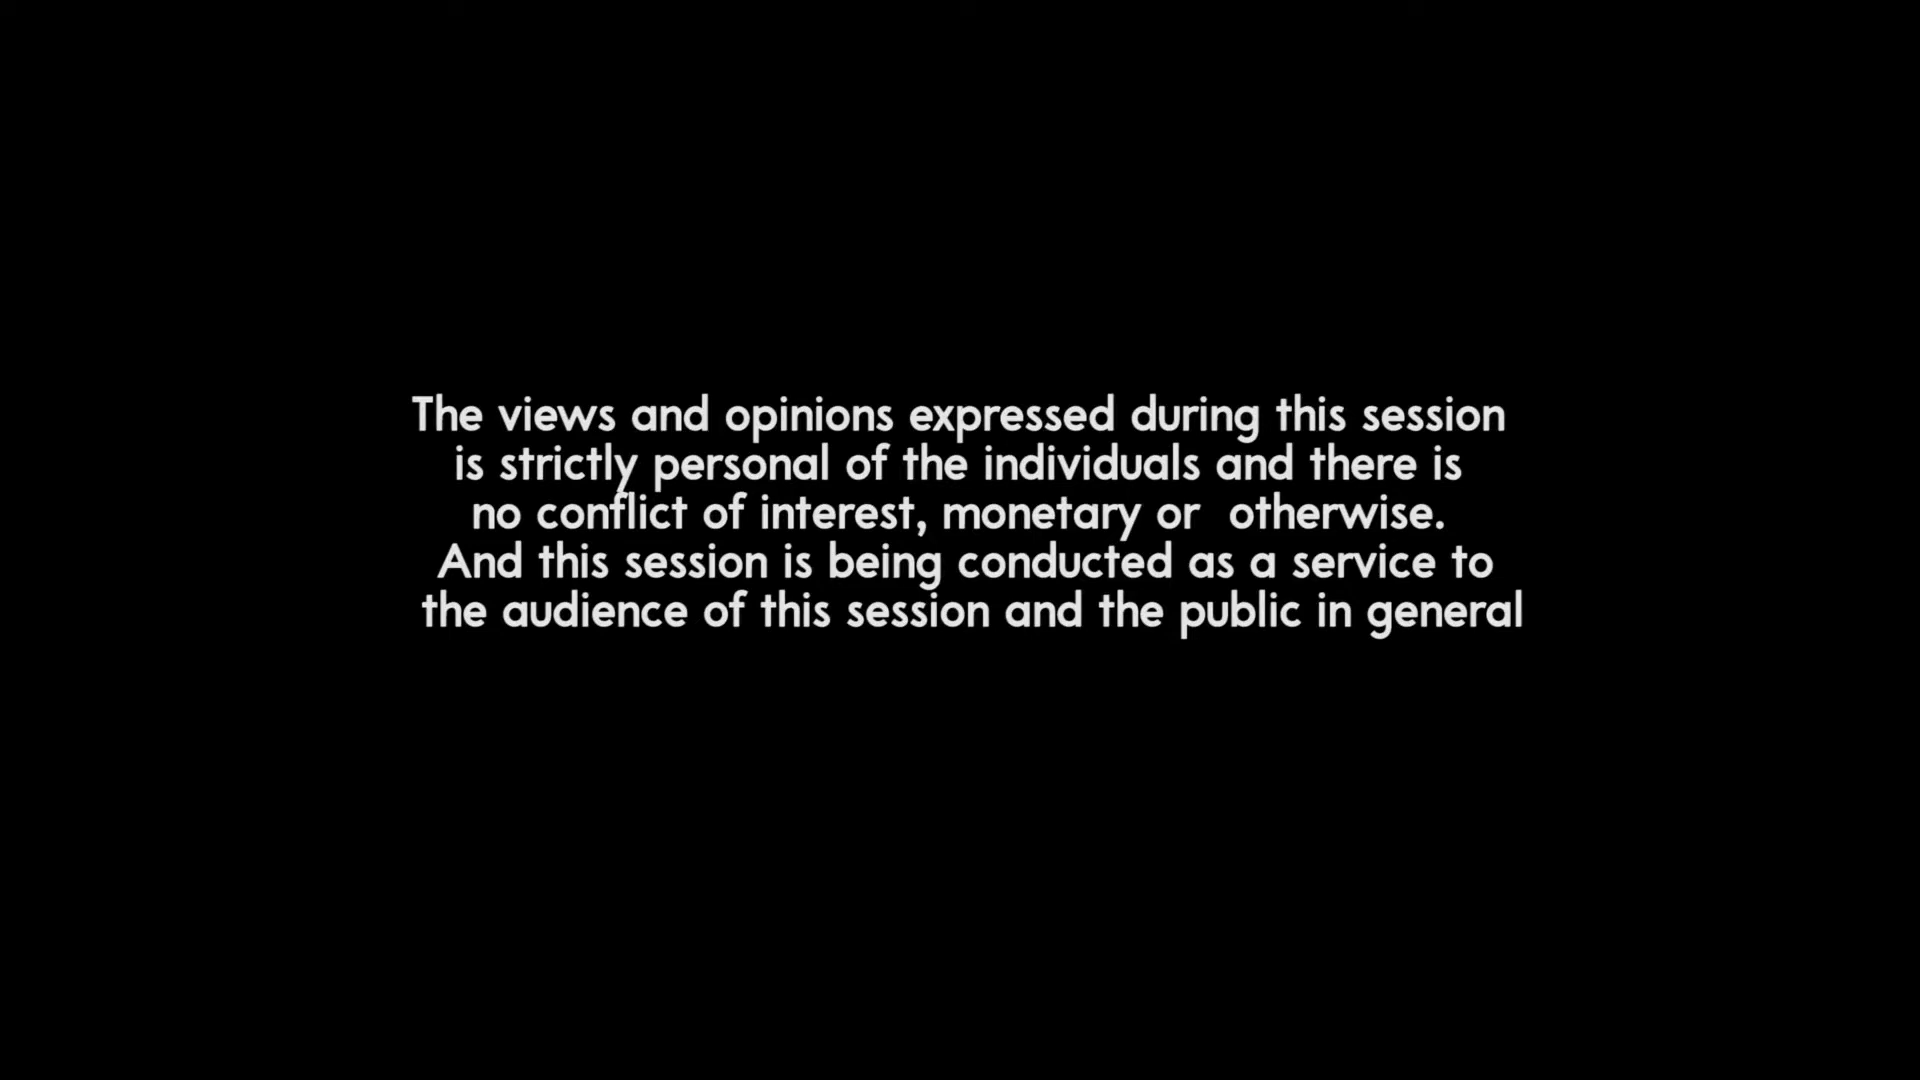 The views and opinions expressed during this session
is strictly personal of the individuals and there is
no conflict of interest, monetary or  otherwise.
And this session is being conducted as a service to
the audience of this session and the public in general